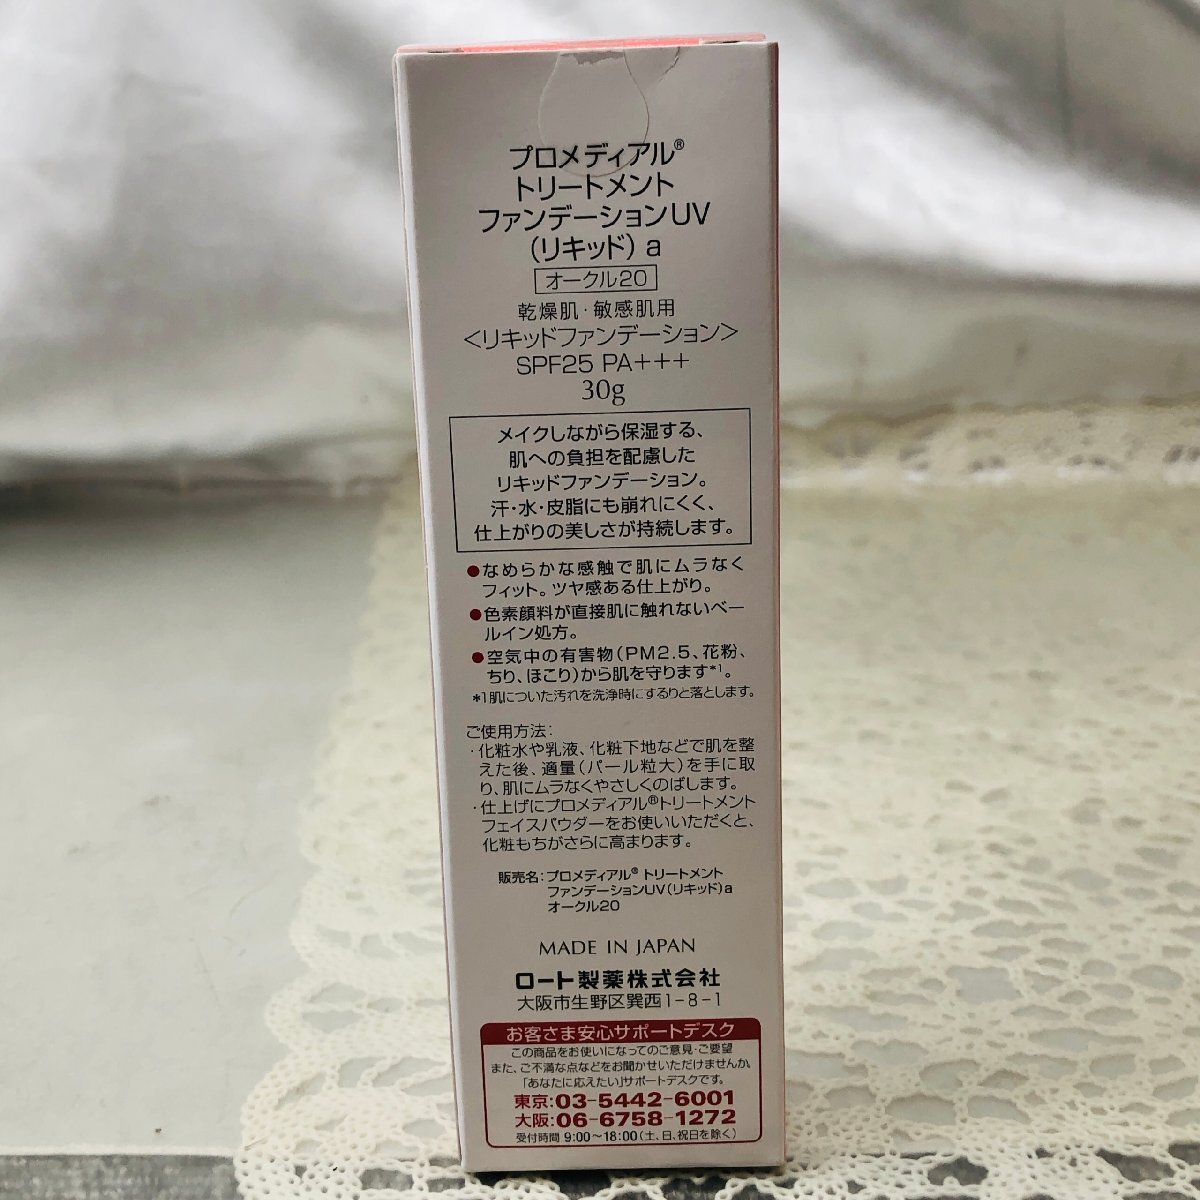 プロメディアル®
トリートメント
ファンデーションUV
(リキッド) a
オークル20
乾燥肌・敏感肌用
<リキッドファンデーション>
SPF25 PA+++
30g
メイクしながら保湿する、
肌への負担を配慮した
リキッドファンデーション。
汗・水・皮脂にも崩れにくく、
仕上がりの美しさが持続します。
●なめらかな感触で肌にムラなく
フィット。ツヤ感ある仕上がり。
●色素顔料が直接肌に触れないベー
ルイン処方。
●空気中の有害物(PM2.5、花粉、
ちり、ほこり)から肌を守ります*1。
*1肌についた汚れを洗浄時にするりと落とします。
ご使用方法:
・化粧水や乳液、化粧下地などで肌を整
えた後、適量(パール粒大)を手に取
り、肌にムラなくやさしくのばします。
・仕上げにプロメディアル®トリートメント
フェイスパウダーをお使いいただくと、
化粧もちがさらに高まります。
販売名:プロメディアル® トリートメント
ファンデーションUV(リキッド)a
オークル20
MADE IN JAPAN
ロート製薬株式会社
大阪市生野区巽西1-8-1
お客さま安心サポートデスク
この商品をお使いになってのご意見・ご要望
また、ご不満な点などをお聞かせいただけませんか。
「あなたに応えたい」サポートデスクです。
東京:03-5442-6001
大阪:06-6758-1272
受付時間 9:00～18:00(土、日、祝日を除く)